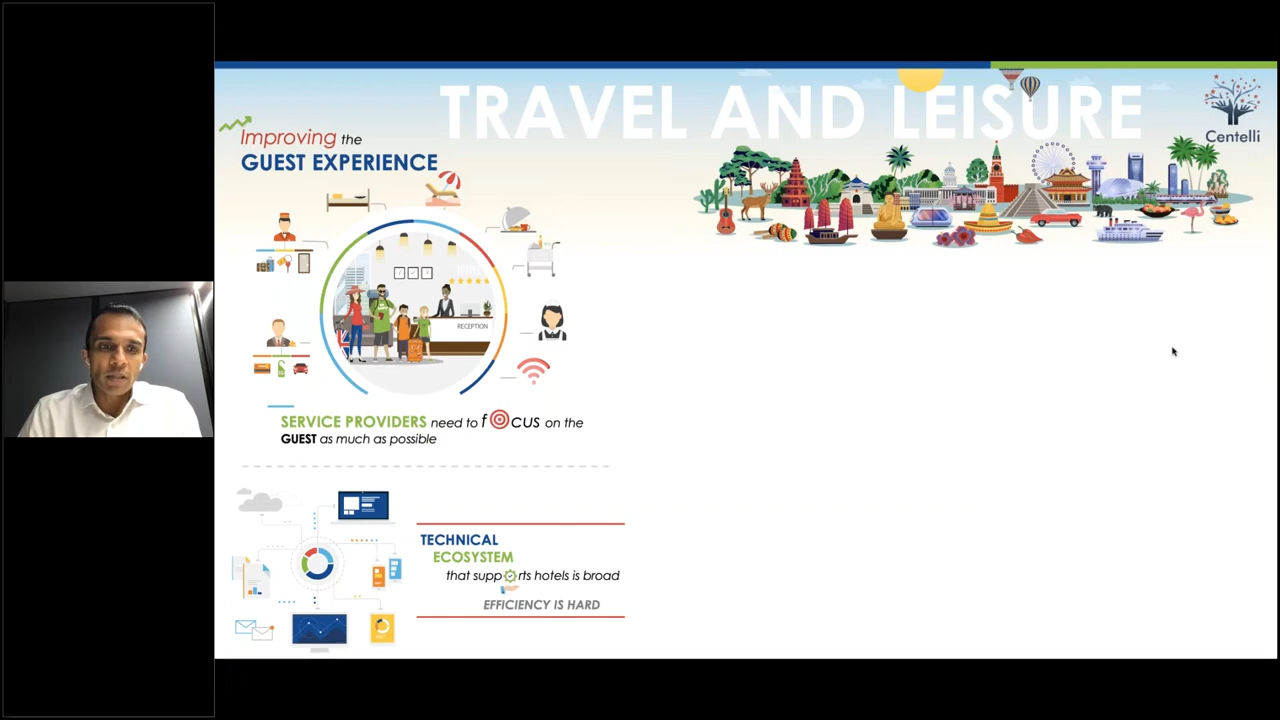 TRAVEL AND LEISURE
Centelli
Improving the
GUEST EXPERIENCE
HOTEL
RECEPTION
SERVICE PROVIDERS need to focus on the
GUEST as much as possible
TECHNICAL
ECOSYSTEM
that supports hotels is broad
EFFICIENCY IS HARD